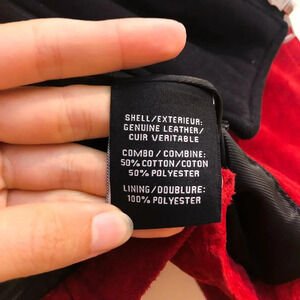 SHELL/EXTERIEUR:
GENUINE LEATHER/
CUIR VERITABLE
COMBO/COMBINE:
50% COTTON/COTON
50% POLYESTER
LINING/DOUBLURE:
100% POLYESTER